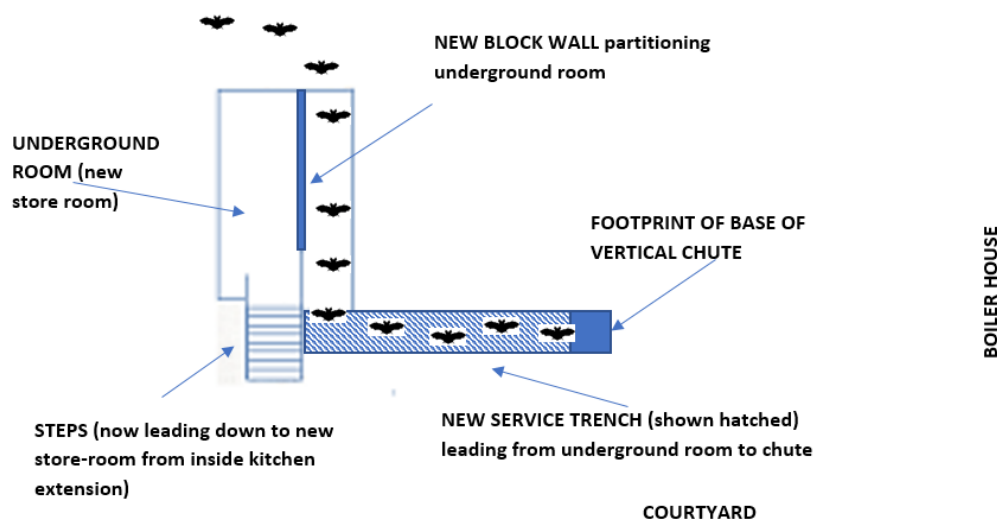 NEW BLOCK WALL partitioning
underground room
UNDERGROUND
ROOM (new
store room)
FOOTPRINT OF BASE OF
VERTICAL CHUTE
BOILER HOUSE
STEPS (now leading down to new
store-room from inside kitchen
extension)
NEW SERVICE TRENCH (shown hatched)
leading from underground room to chute
COURTYARD